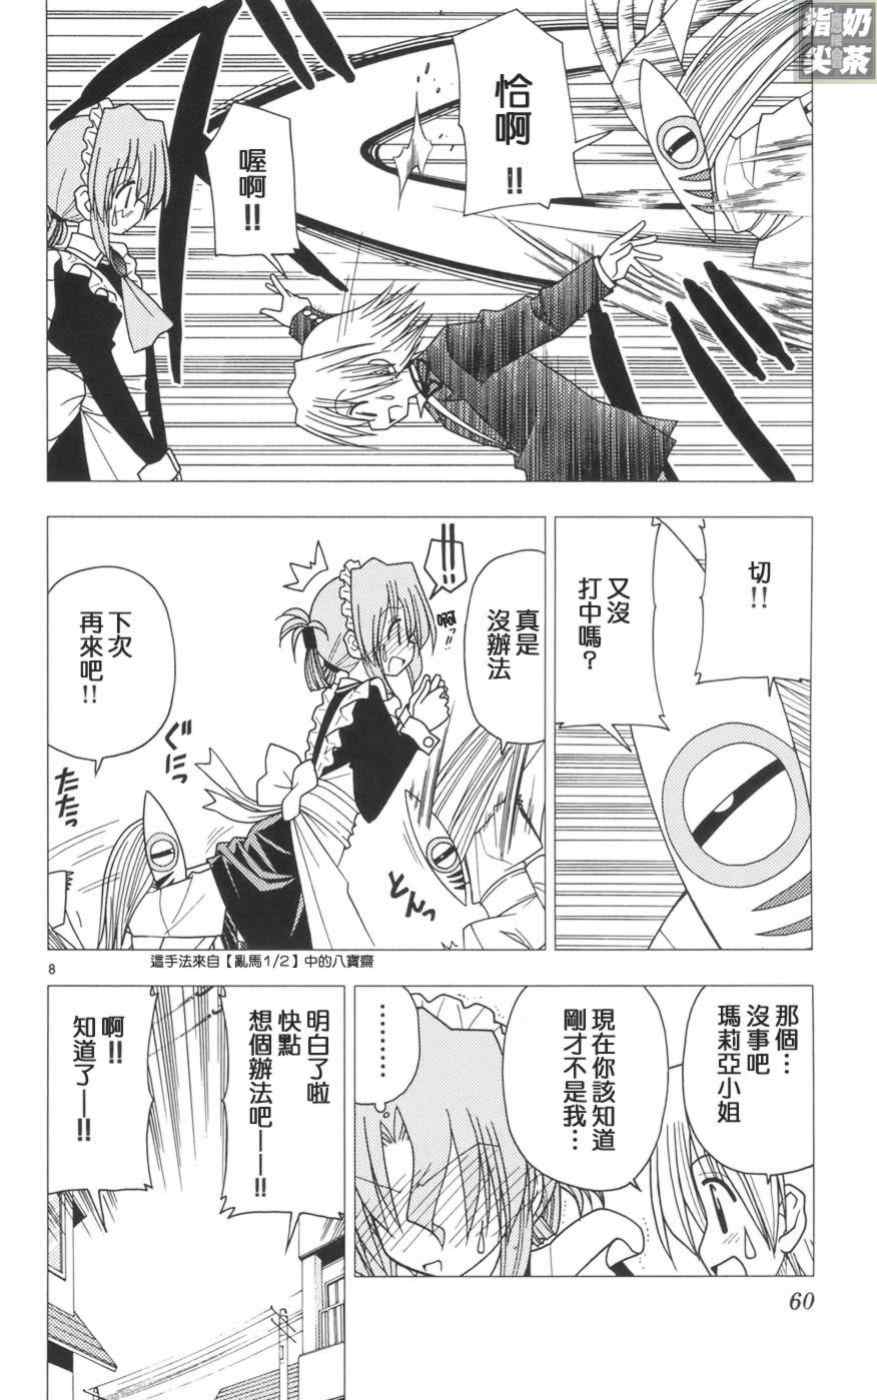 指奶
尖茶
恰啊!!
喔啊!!
切!!
又沒
打中嗎?
真是
沒辦法
下次
再來吧!!
ぐに
たたっ
とんっ
這手法來自【亂馬1/2】中的八寶齋
8
那個…
沒事吧
瑪莉亞小姐
現在你該知道
剛才不是我…
………
明白了啦
快點
想個辦法吧——!!
啊!!
知道了—!!
60